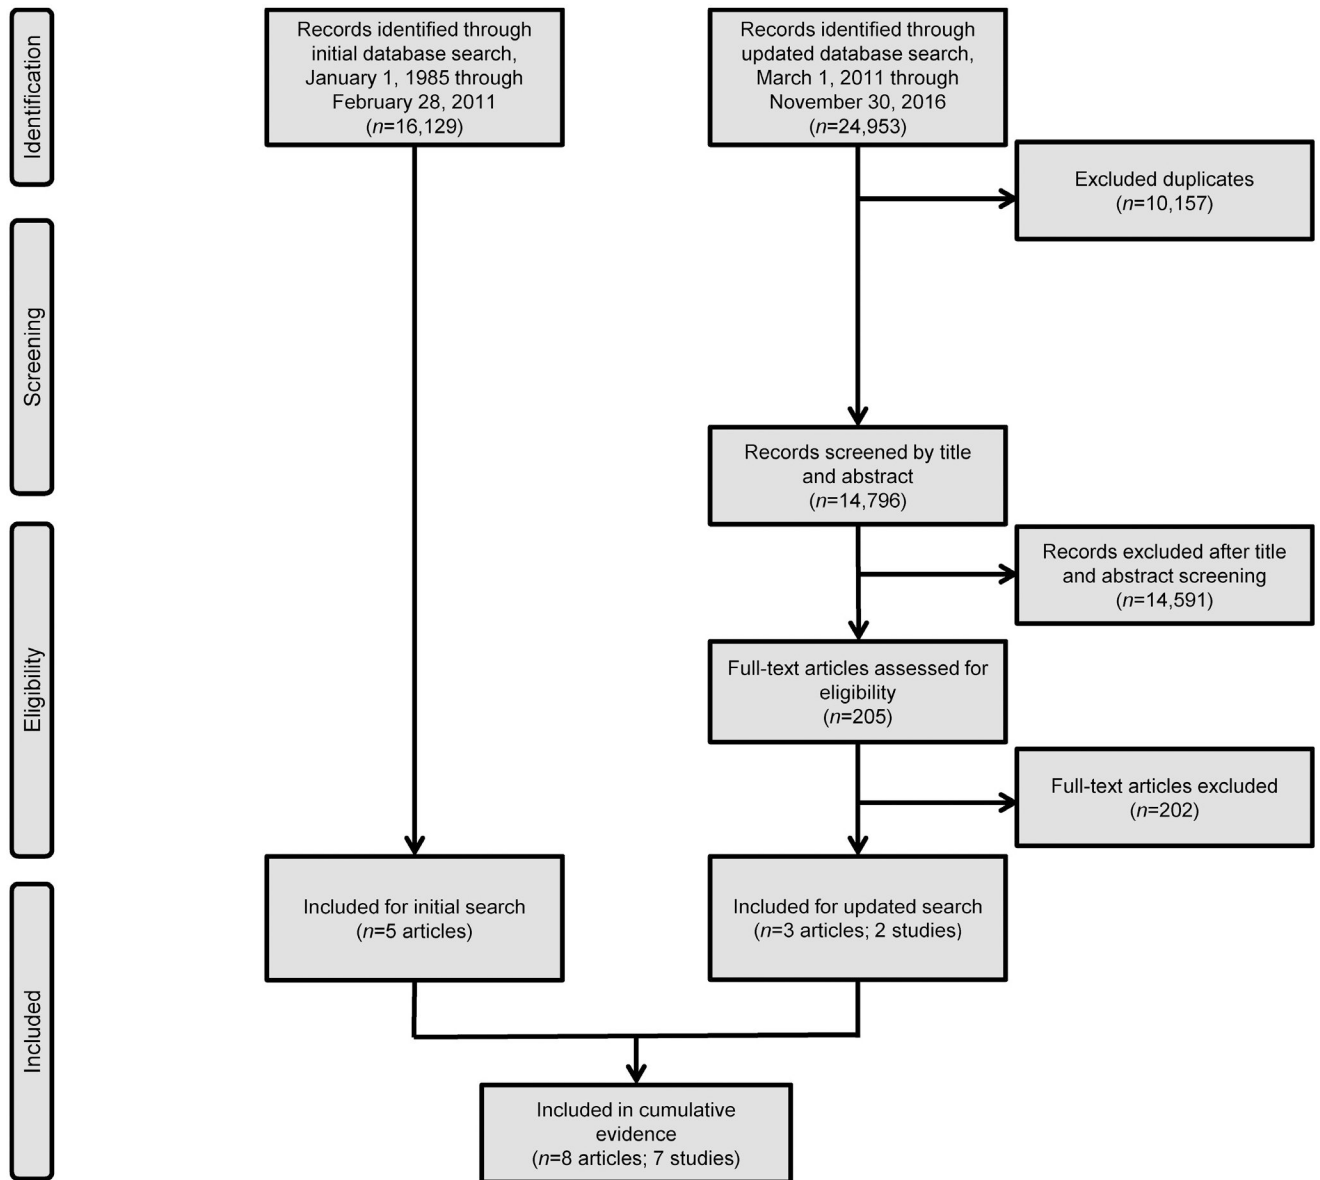 Identification
Records identified through
initial database search,
January 1, 1985 through
February 28, 2011
(n=16,129)
Records identified through
updated database search,
March 1, 2011 through
November 30, 2016
(n=24,953)
Excluded duplicates
(n=10,157)
Screening
Records screened by title
and abstract
(n=14,796)
Records excluded after title
and abstract screening
(n=14,591)
Eligibility
Full-text articles assessed for
eligibility
(n=205)
Full-text articles excluded
(n=202)
Included
Included for initial search
(n=5 articles)
Included for updated search
(n=3 articles; 2 studies)
Included in cumulative
evidence
(n=8 articles; 7 studies)